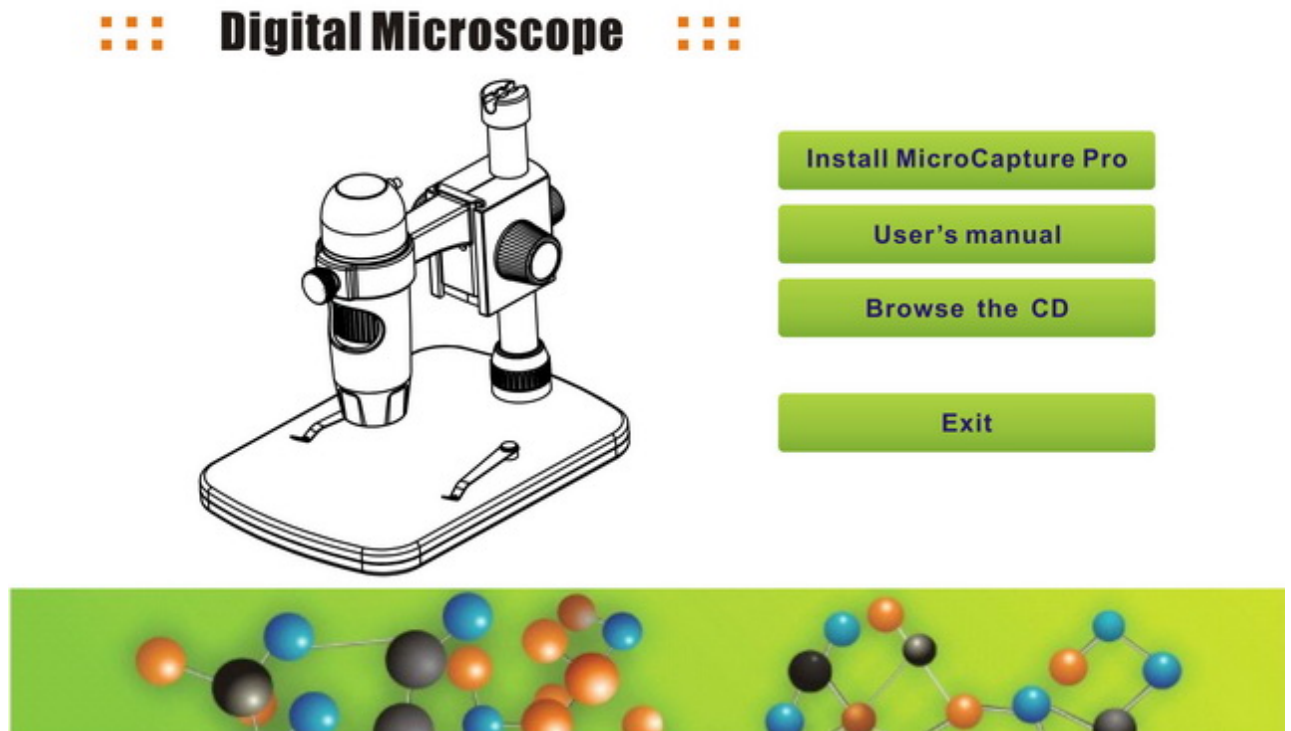 Digital Microscope
Install MicroCapture Pro
User’s manual
Browse the CD
Exit